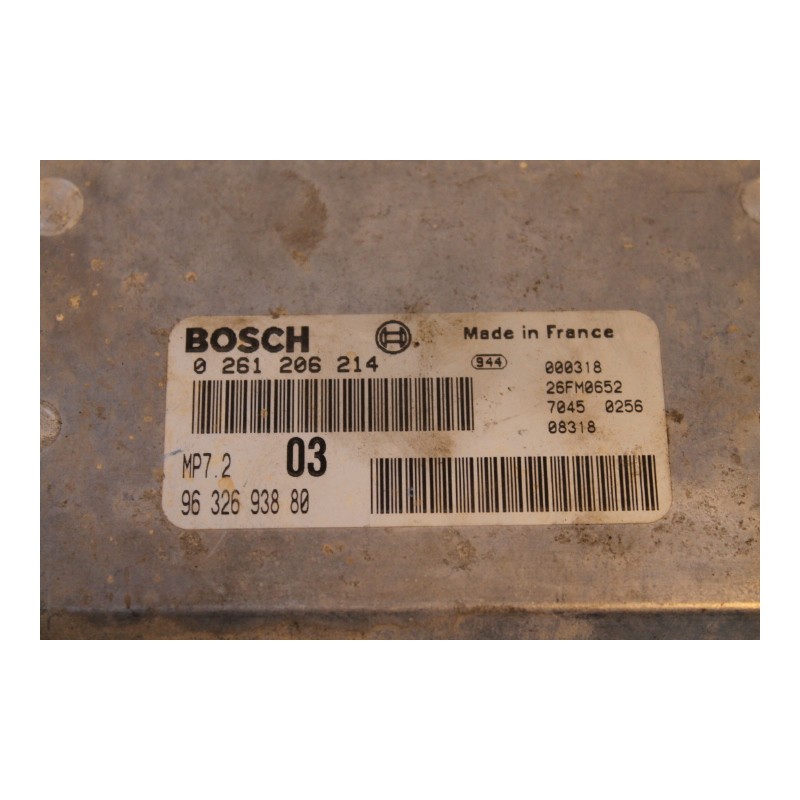 BOSCH Made in France
0 261 206 214 944 000318
26FM0652
7045 0256
08318
MP7.2 03
96 326 938 80